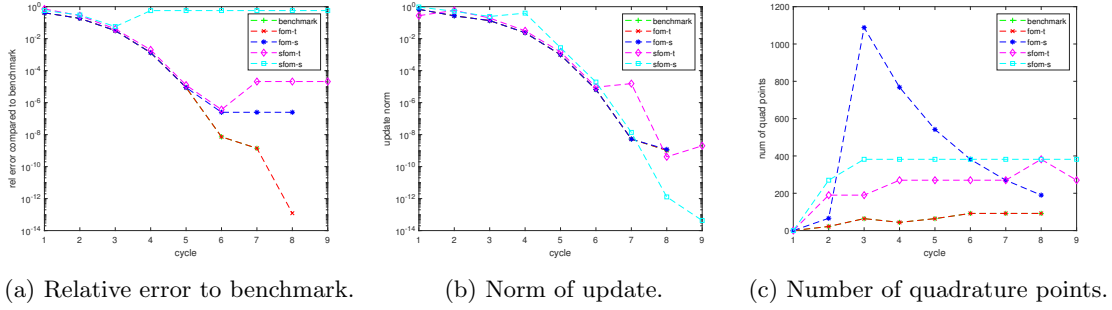 rel error compared to benchmark
10^0
10^-2
10^-4
10^-6
10^-8
10^-10
10^-12
10^-14
1 2 3 4 5 6 7 8 9
cycle
benchmark
fom-t
fom-s
sfom-t
sfom-s
(a) Relative error to benchmark.
update norm
10^0
10^-2
10^-4
10^-6
10^-8
10^-10
10^-12
10^-14
1 2 3 4 5 6 7 8 9
cycle
benchmark
fom-t
fom-s
sfom-t
sfom-s
(b) Norm of update.
num of quad points
1200
1000
800
600
400
200
0
1 2 3 4 5 6 7 8 9
cycle
benchmark
fom-t
fom-s
sfom-t
sfom-s
(c) Number of quadrature points.